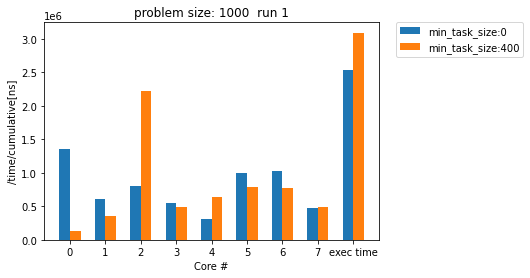 problem size: 1000  run 1
1e6
min_task_size:0
min_task_size:400
3.0
2.5
2.0
1.5
1.0
0.5
0.0
/time/cumulative[ns]
0 1 2 3 4 5 6 7 exec time
Core #